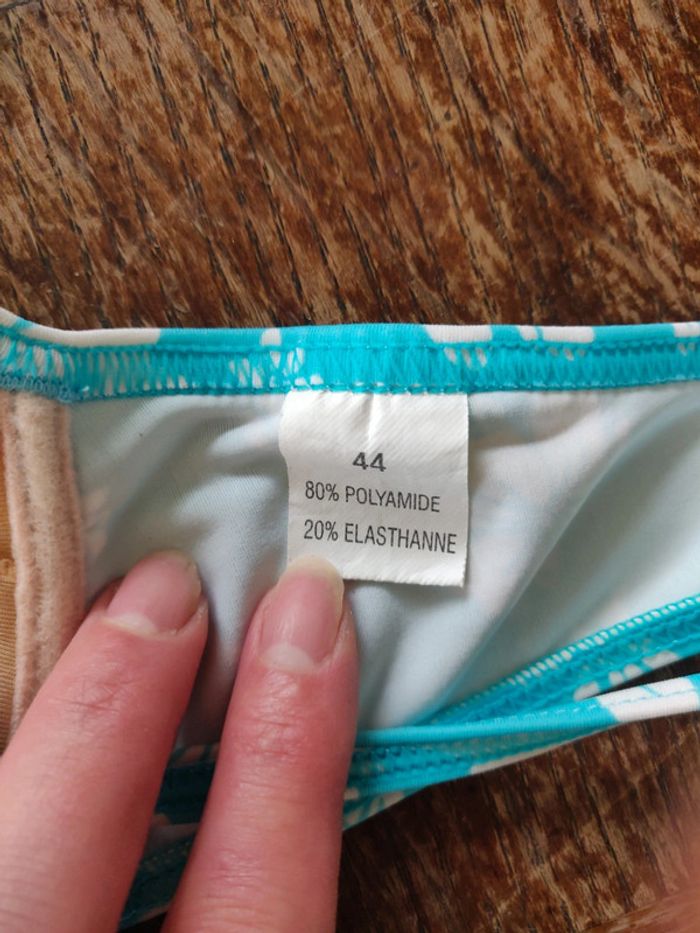 44
80% POLYAMIDE
20% ELASTHANNE